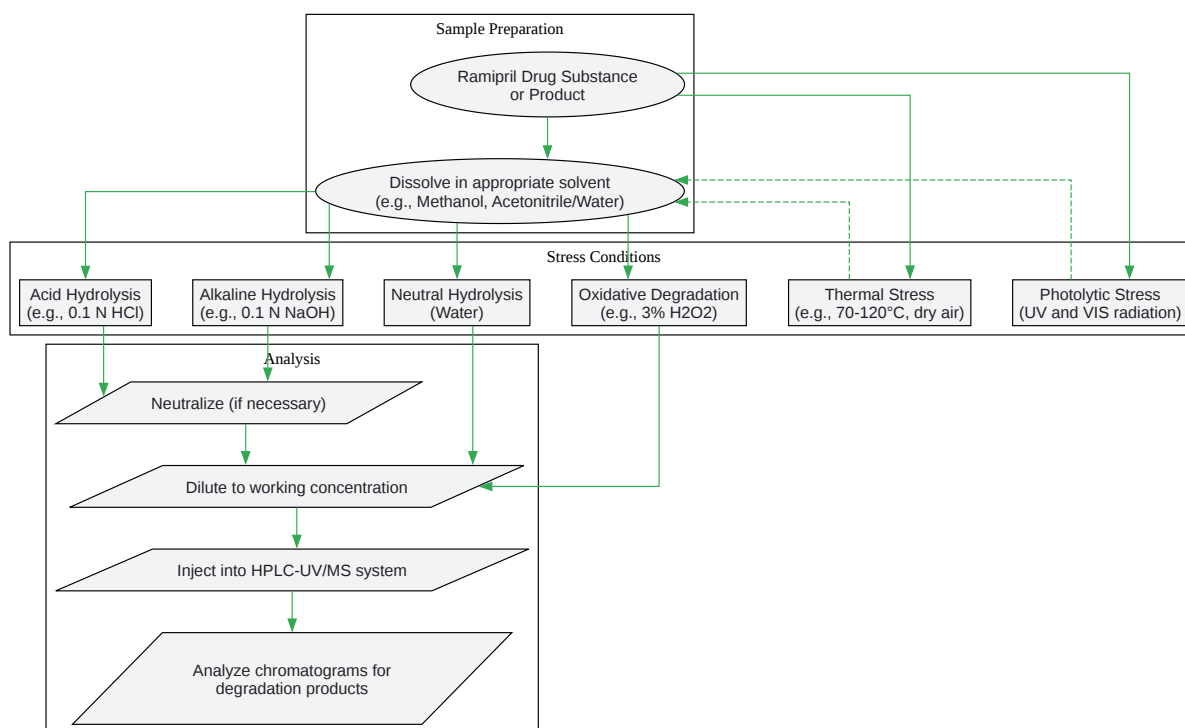 Sample Preparation
Ramipril Drug Substance
or Product
Dissolve in appropriate solvent
(e.g., Methanol, Acetonitrile/Water)
Stress Conditions
Acid Hydrolysis
(e.g., 0.1 N HCl)
Alkaline Hydrolysis
(e.g., 0.1 N NaOH)
Neutral Hydrolysis
(Water)
Oxidative Degradation
(e.g., 3% H2O2)
Thermal Stress
(e.g., 70-120°C, dry air)
Photolytic Stress
(UV and VIS radiation)
Analysis
Neutralize (if necessary)
Dilute to working concentration
Inject into HPLC-UV/MS system
Analyze chromatograms for
degradation products